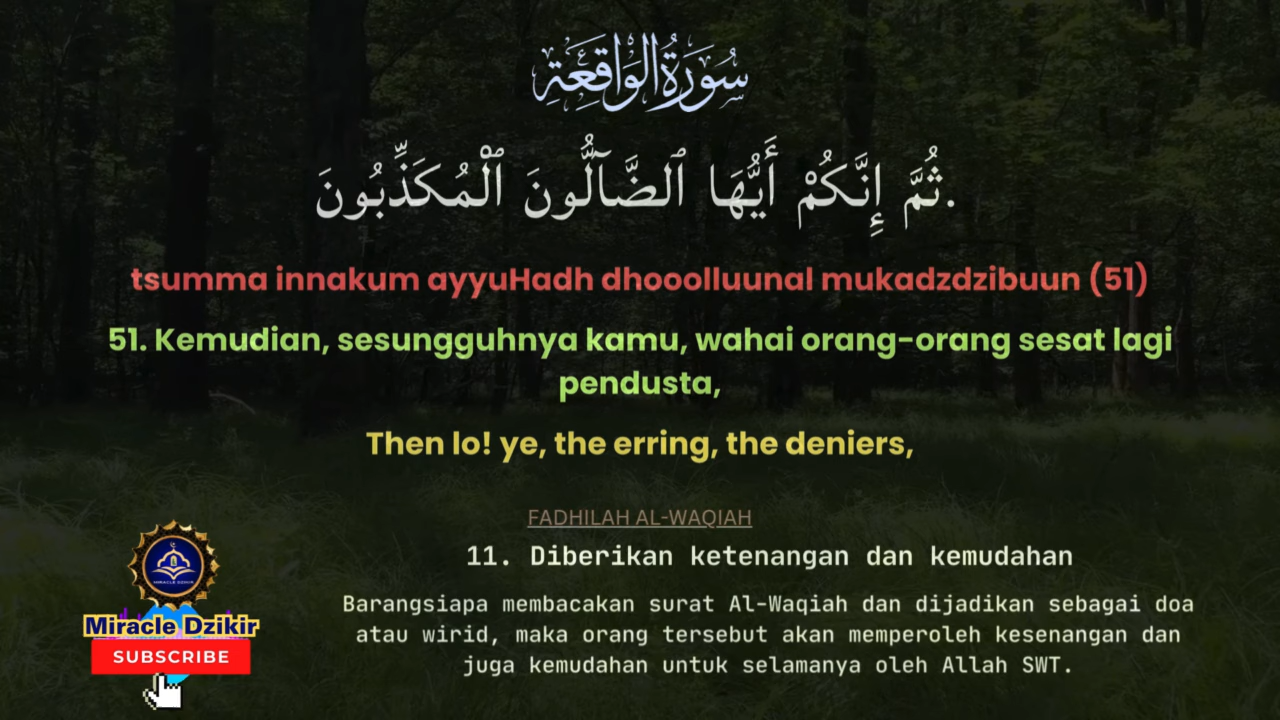 سُورَةُ الْوَاقِعَةِ
ثُمَّ إِنَّكُمْ أَيُّهَا ٱلضَّآلُّونَ ٱلْمُكَذِّبُونَ.
tsumma innakum ayyuHadh dhooolluunal mukadzdzibuun (51)
51. Kemudian, sesungguhnya kamu, wahai orang-orang sesat lagi
pendusta,
Then lo! ye, the erring, the deniers,
FADHILAH AL-WAQIAH
11. Diberikan ketenangan dan kemudahan
Barangsiapa membacakan surat Al-Waqiah dan dijadikan sebagai doa
atau wirid, maka orang tersebut akan memperoleh kesenangan dan
juga kemudahan untuk selamanya oleh Allah SWT.
MIRACLE DZIKIR
Miracle Dzikir
SUBSCRIBE